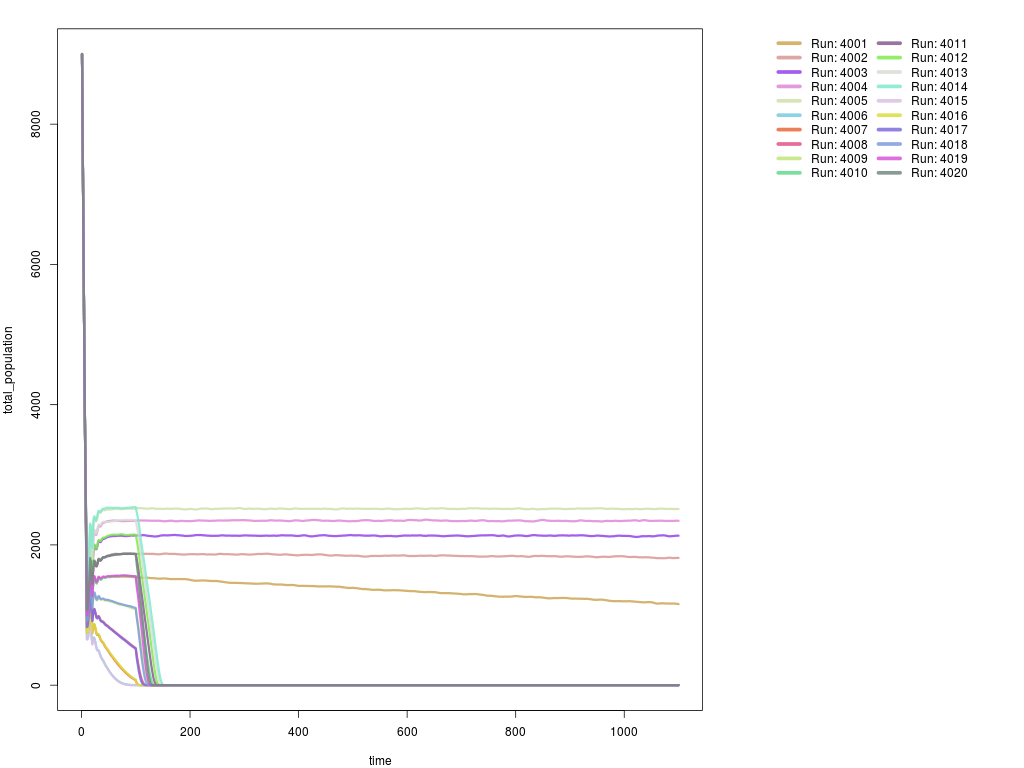 total_population
8000
6000
4000
2000
0
0 200 400 600 800 1000
time
Run: 4001 Run: 4011
Run: 4002 Run: 4012
Run: 4003 Run: 4013
Run: 4004 Run: 4014
Run: 4005 Run: 4015
Run: 4006 Run: 4016
Run: 4007 Run: 4017
Run: 4008 Run: 4018
Run: 4009 Run: 4019
Run: 4010 Run: 4020